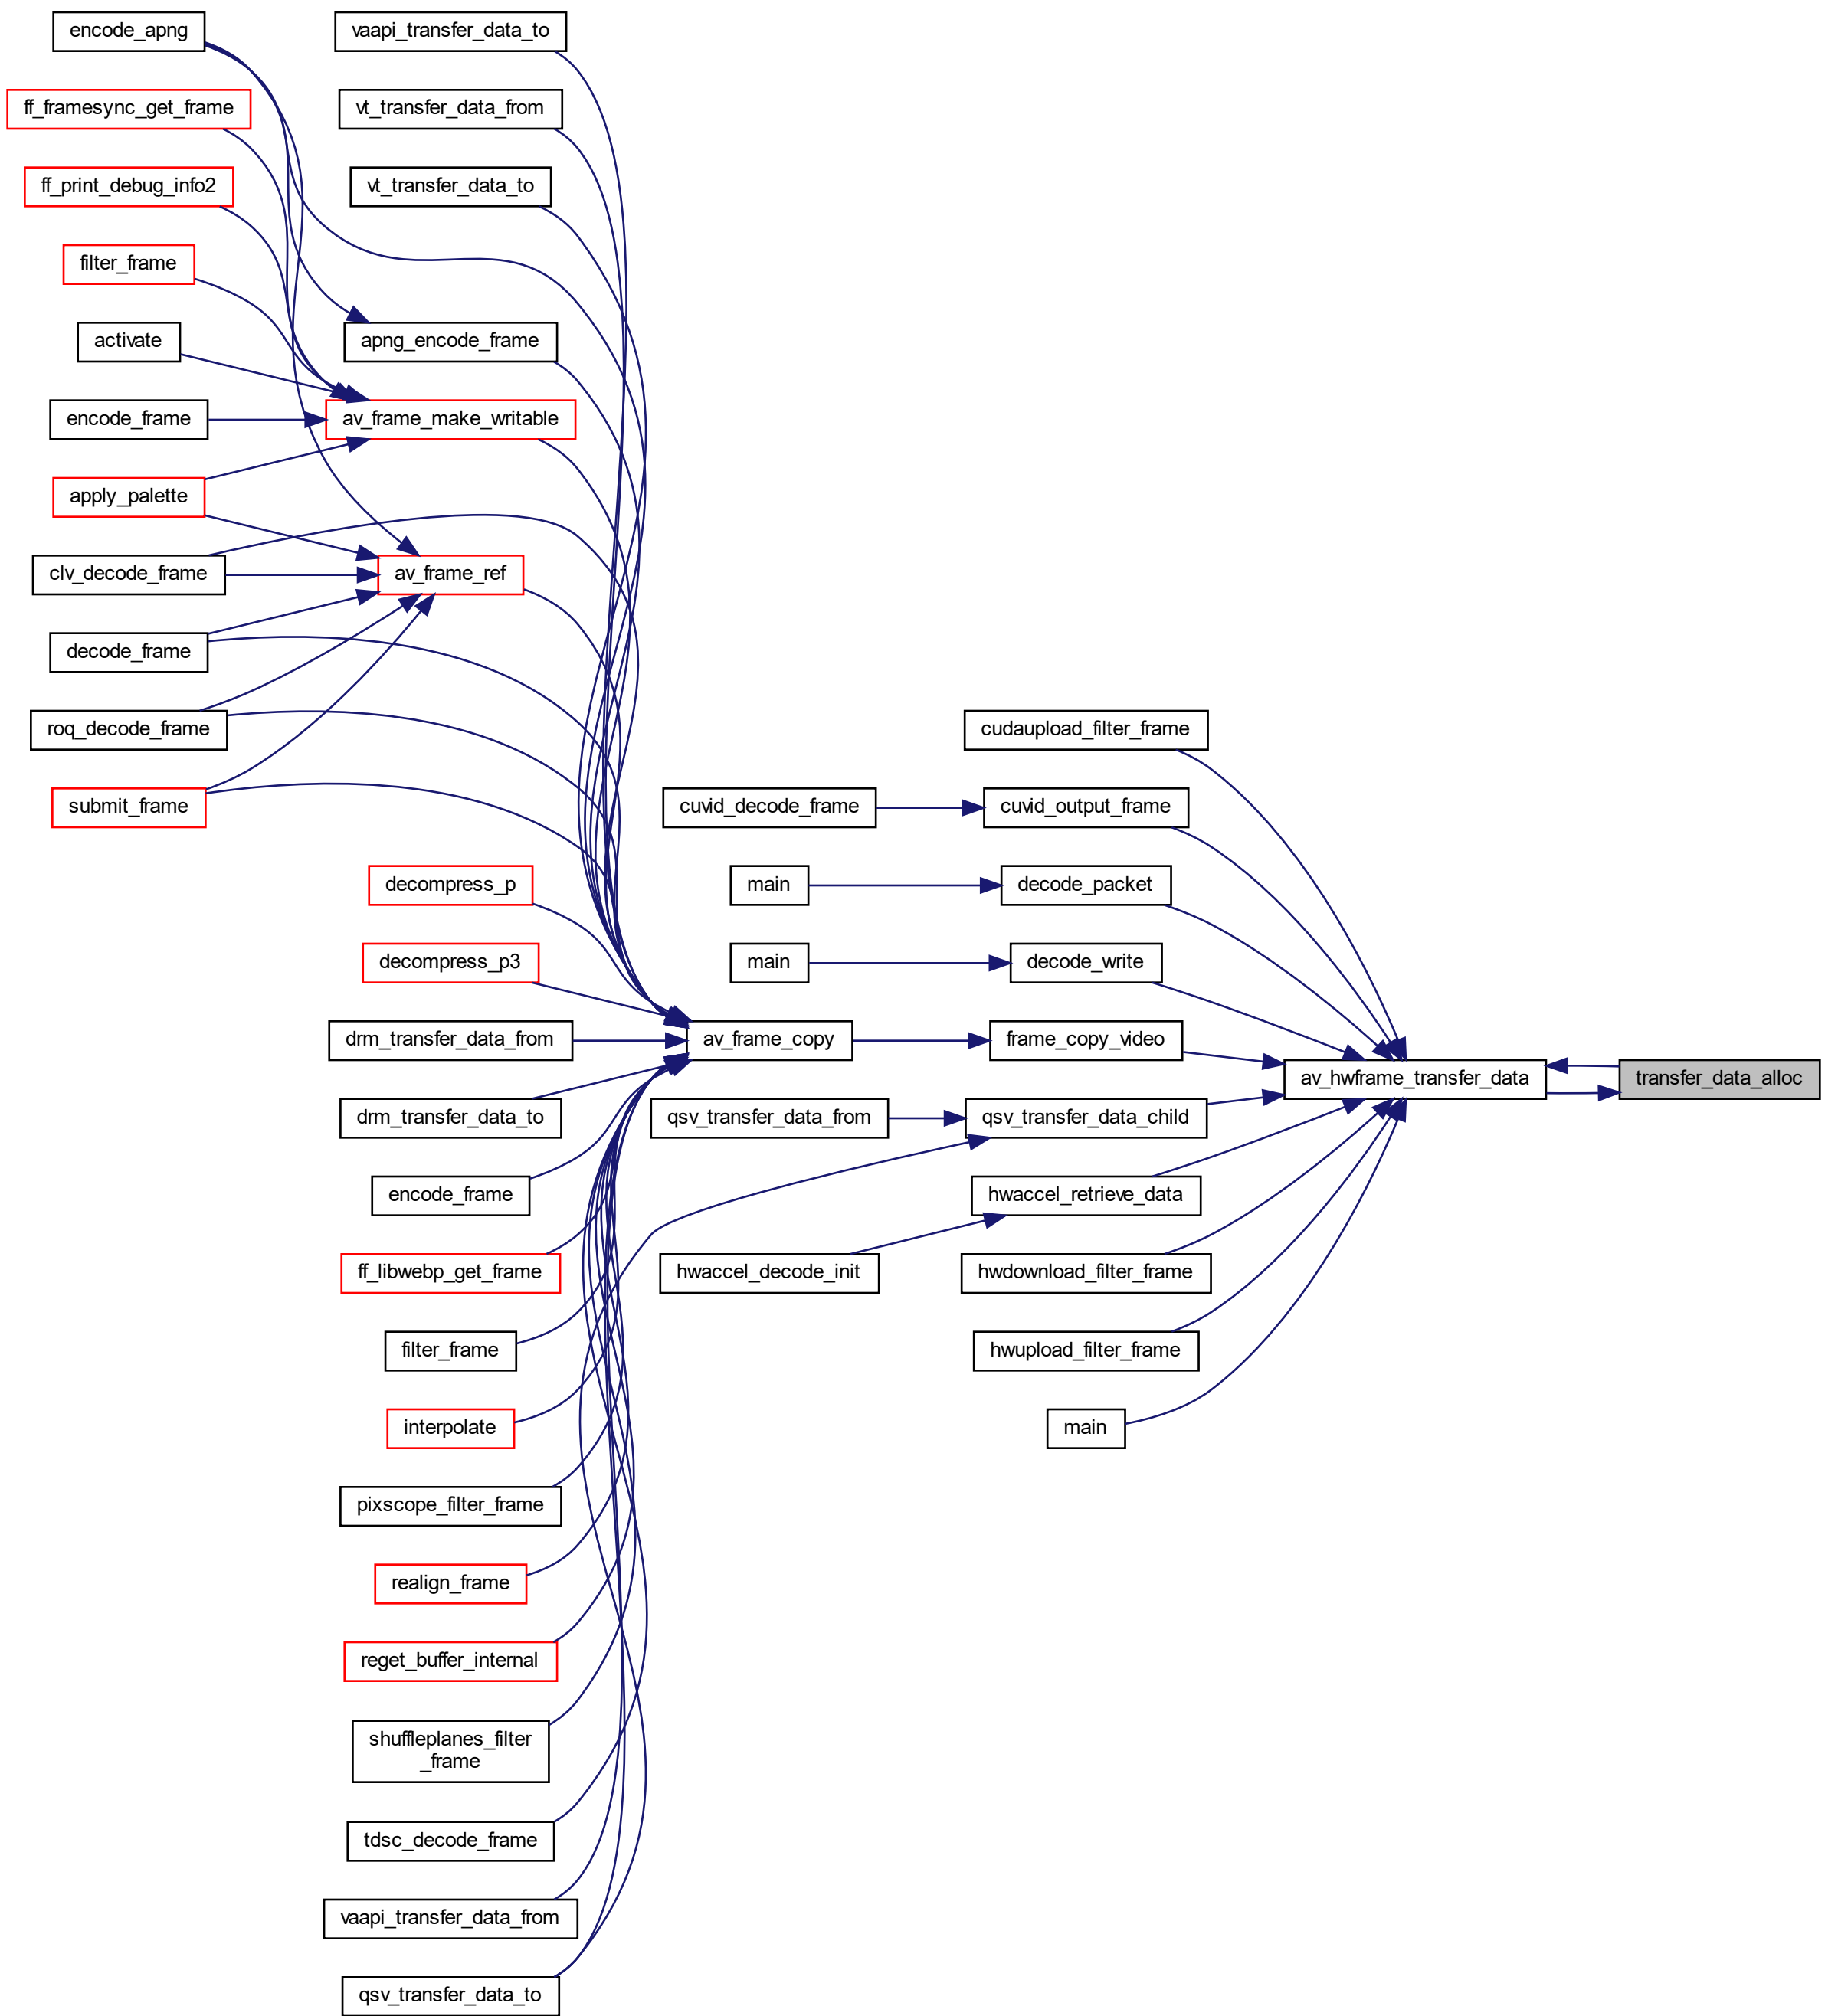 encode_apng
ff_framesync_get_frame
ff_print_debug_info2
filter_frame
activate
encode_frame
apply_palette
clv_decode_frame
decode_frame
roq_decode_frame
submit_frame
vaapi_transfer_data_to
vt_transfer_data_from
vt_transfer_data_to
apng_encode_frame
av_frame_make_writable
av_frame_ref
decompress_p
decompress_p3
drm_transfer_data_from
drm_transfer_data_to
encode_frame
ff_libwebp_get_frame
filter_frame
interpolate
pixscope_filter_frame
realign_frame
reget_buffer_internal
shuffleplanes_filter
_frame
tdsc_decode_frame
vaapi_transfer_data_from
qsv_transfer_data_to
cuvid_decode_frame
main
main
av_frame_copy
qsv_transfer_data_from
hwaccel_decode_init
cudaupload_filter_frame
cuvid_output_frame
decode_packet
decode_write
frame_copy_video
qsv_transfer_data_child
hwaccel_retrieve_data
hwdownload_filter_frame
hwupload_filter_frame
main
av_hwframe_transfer_data
transfer_data_alloc